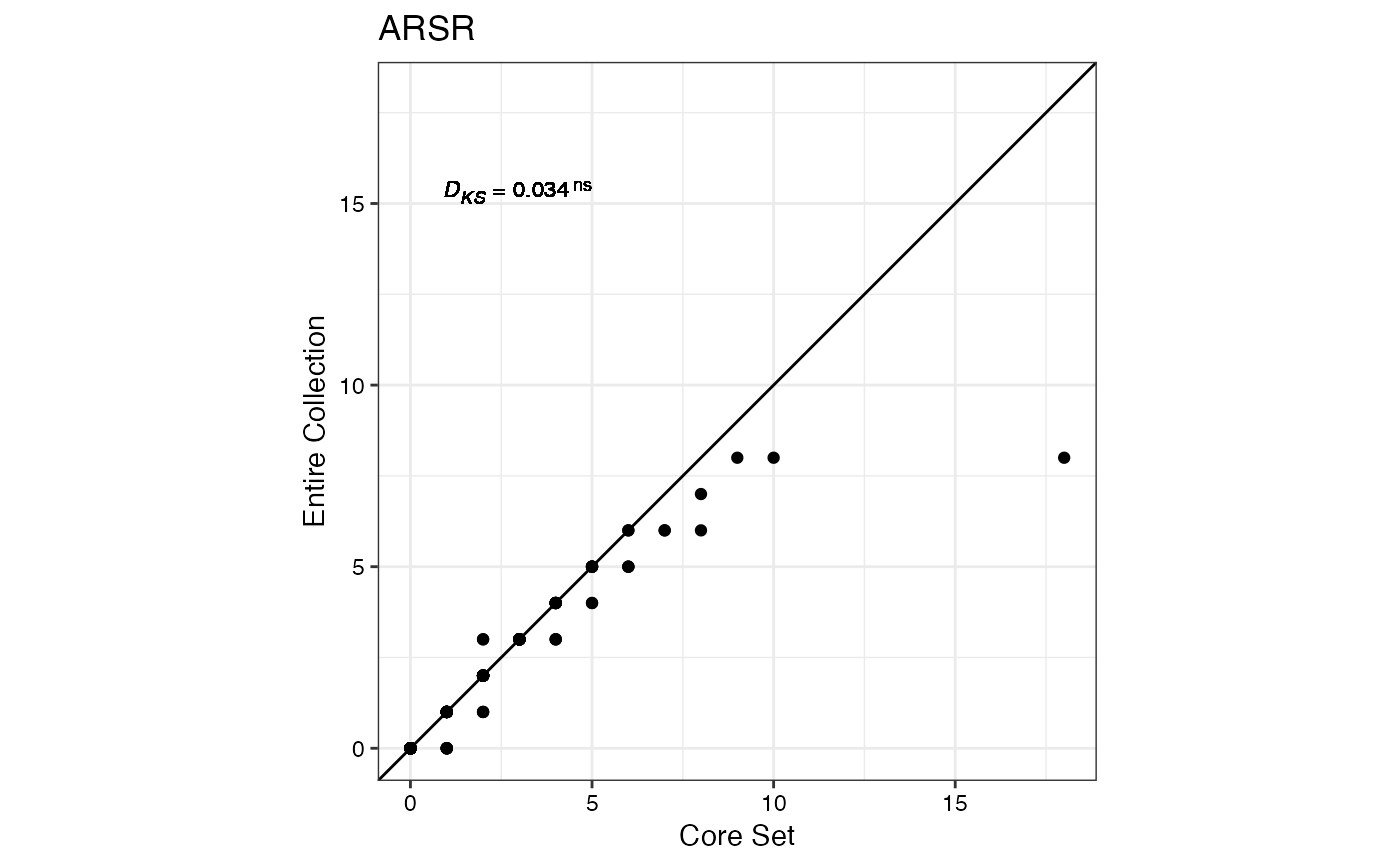 ARSR
D_KS = 0.034 ns
15
10
5
0
Entire Collection
0 5 10 15
Core Set